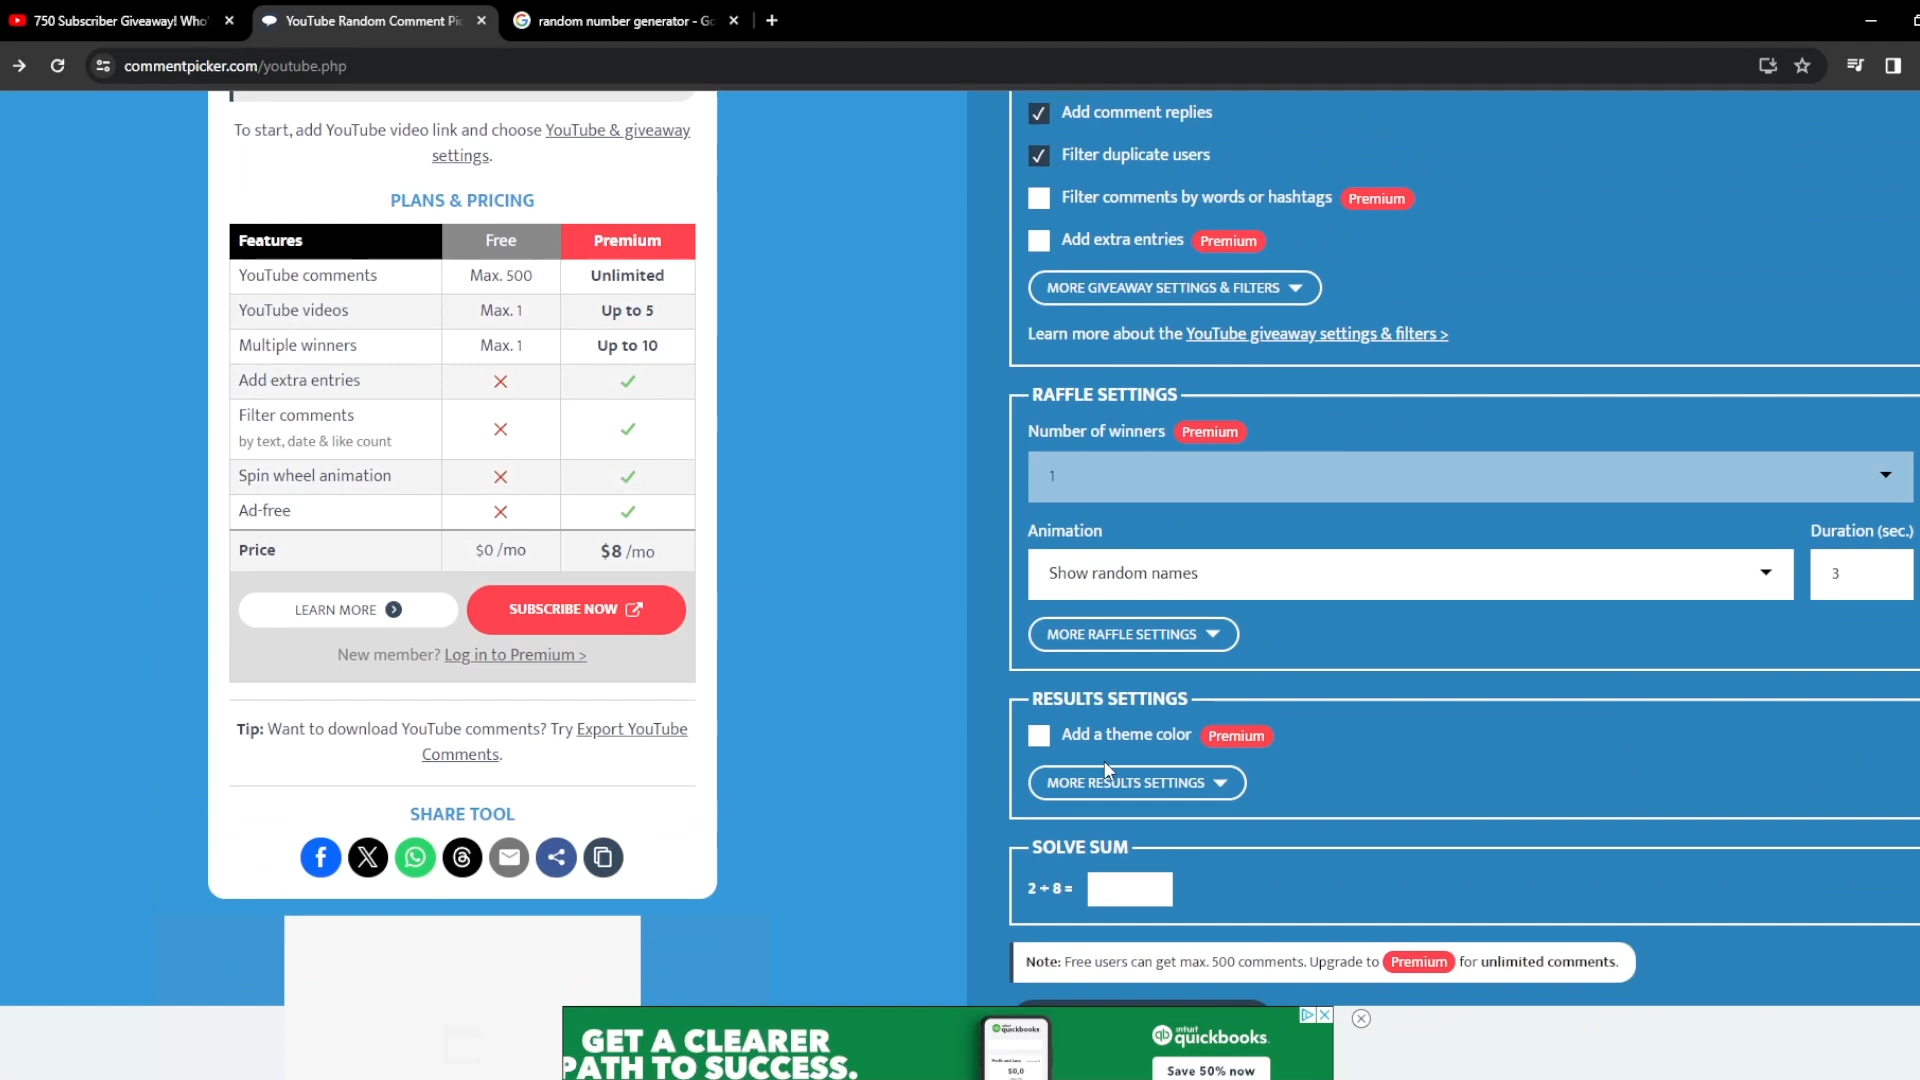 750 Subscriber Giveaway! Who'
YouTube Random Comment Pic
random number generator - Go
commentpicker.com/youtube.php
To start, add YouTube video link and choose YouTube & giveaway
settings.
PLANS & PRICING
Features Free Premium
YouTube comments Max. 500 Unlimited
YouTube videos Max. 1 Up to 5
Multiple winners Max. 1 Up to 10
Add extra entries
Filter comments
by text, date & like count
Spin wheel animation
Ad-free
Price $0 /mo $8 /mo
LEARN MORE
SUBSCRIBE NOW
New member? Log in to Premium >
Tip: Want to download YouTube comments? Try Export YouTube
Comments.
SHARE TOOL
Add comment replies
Filter duplicate users
Filter comments by words or hashtags Premium
Add extra entries Premium
MORE GIVEAWAY SETTINGS & FILTERS
Learn more about the YouTube giveaway settings & filters >
RAFFLE SETTINGS
Number of winners Premium
1
Animation Duration (sec.)
Show random names 3
MORE RAFFLE SETTINGS
RESULTS SETTINGS
Add a theme color Premium
MORE RESULTS SETTINGS
SOLVE SUM
2 + 8 =
Note: Free users can get max. 500 comments. Upgrade to Premium for unlimited comments.
GET A CLEARER
PATH TO SUCCESS.
quickbooks
$0,0
intuit
quickbooks.
Save 50% now